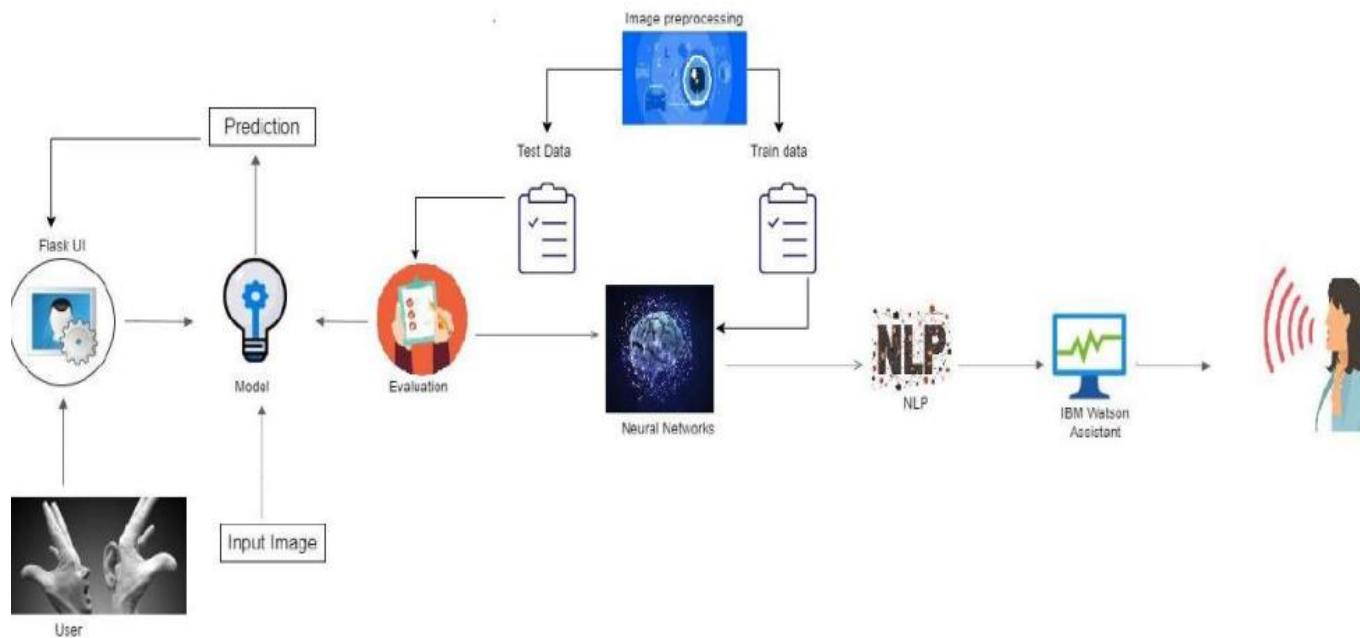 Image preprocessing
Prediction
Test Data
Train data
Flask UI
Model
Evaluation
Neural Networks
NLP
NLP
IBM Watson
Assistant
Input Image
User